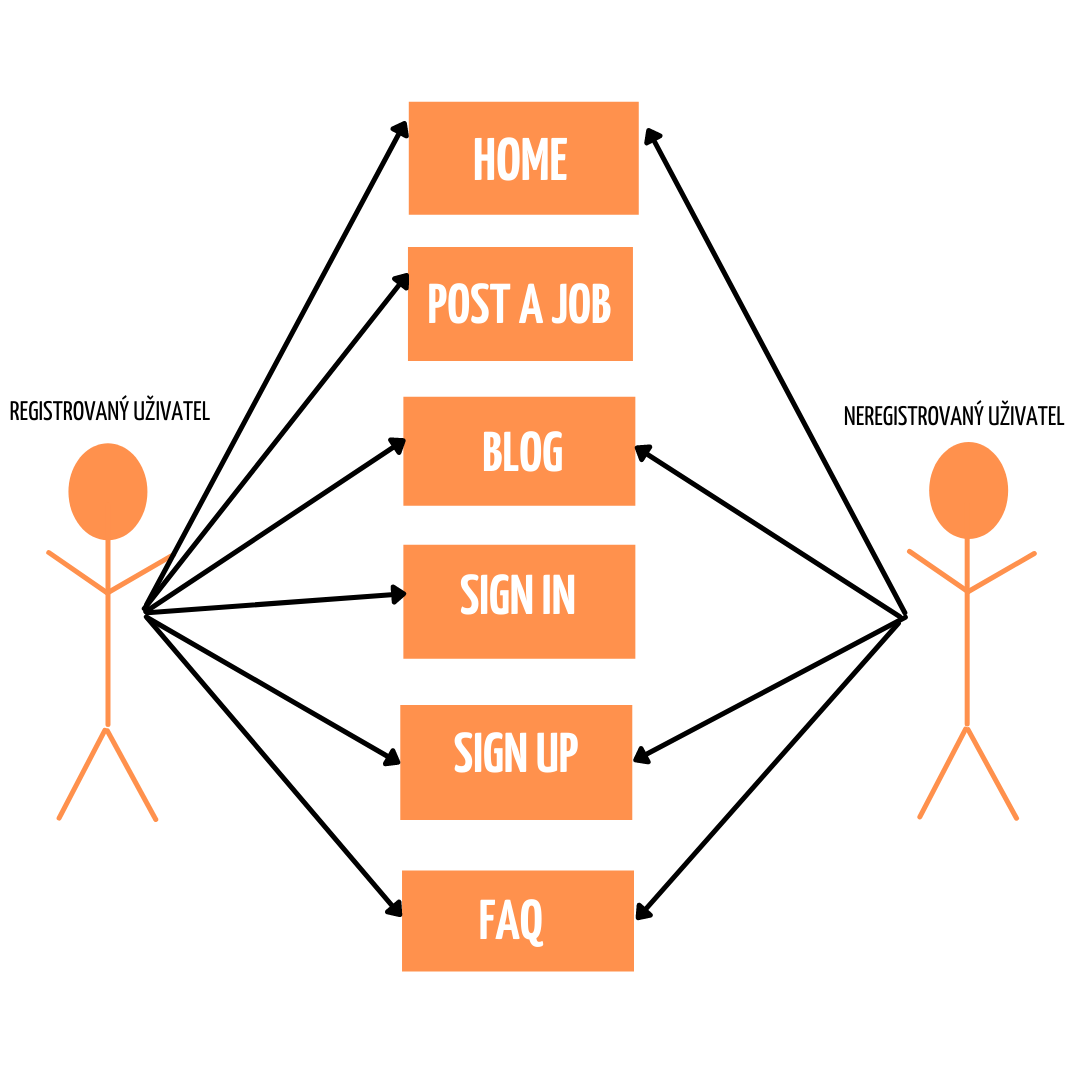 HOME
POST A JOB
REGISTROVANÝ UŽIVATEL
NEREGISTROVANÝ UŽIVATEL
BLOG
SIGN IN
SIGN UP
FAQ